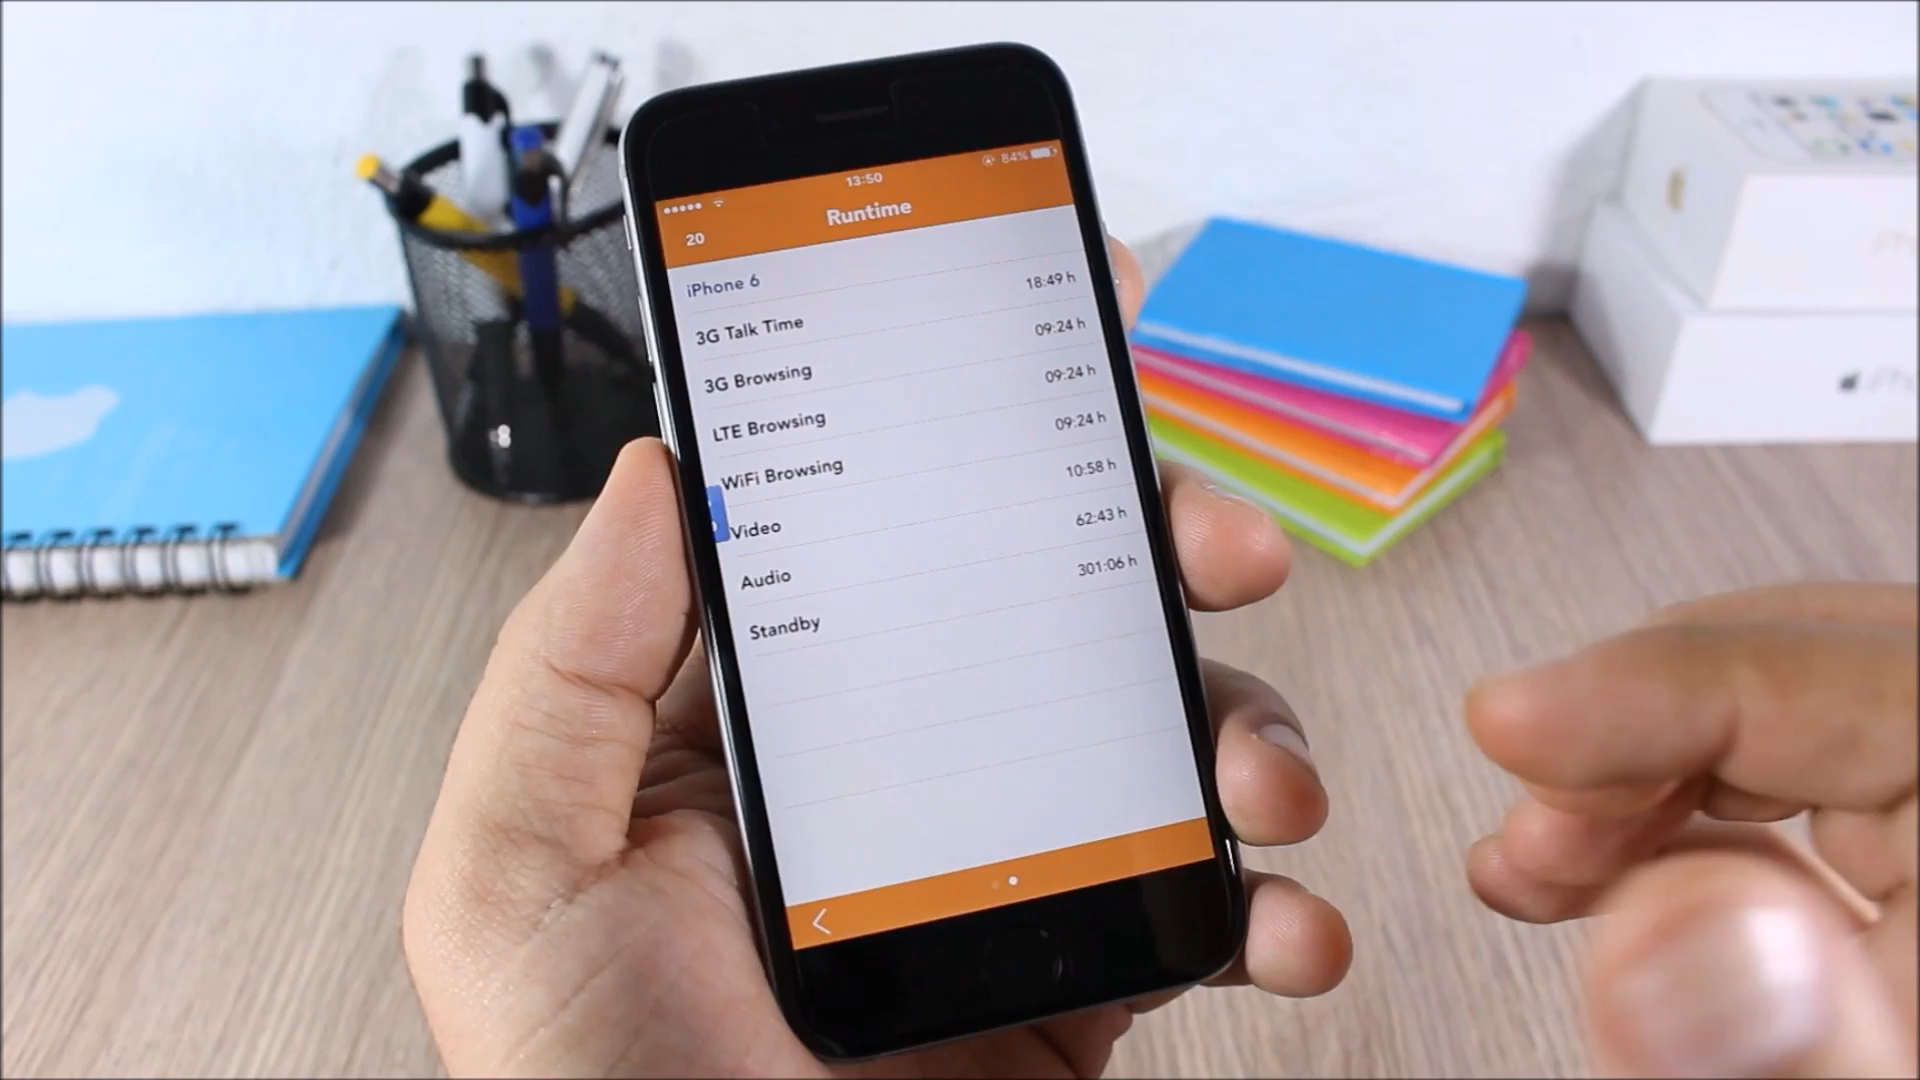 84%
13:50
20
Runtime
iPhone 6
3G Talk Time 18:49 h
3G Browsing 09:24 h
LTE Browsing 09:24 h
WiFi Browsing 09:24 h
Video 10:58 h
Audio 62:43 h
Standby 301:06 h